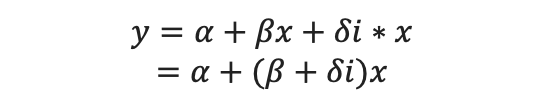 y = α + βx + δi * x
= α + (β + δi)x